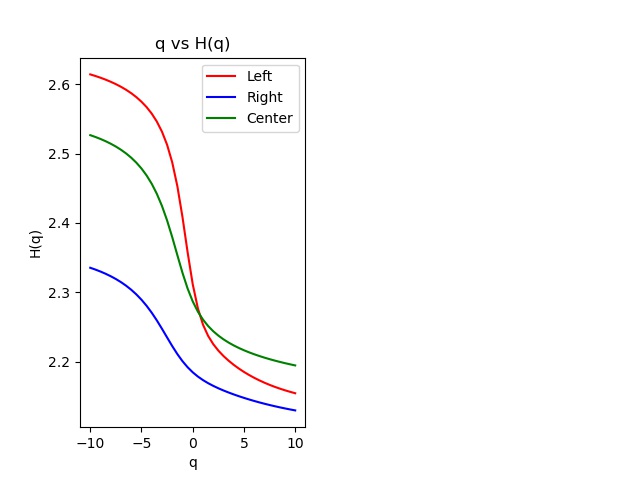 q vs H(q)
Left
Right
Center
2.6
2.5
2.4
2.3
2.2
H(q)
−10 −5 0 5 10
q